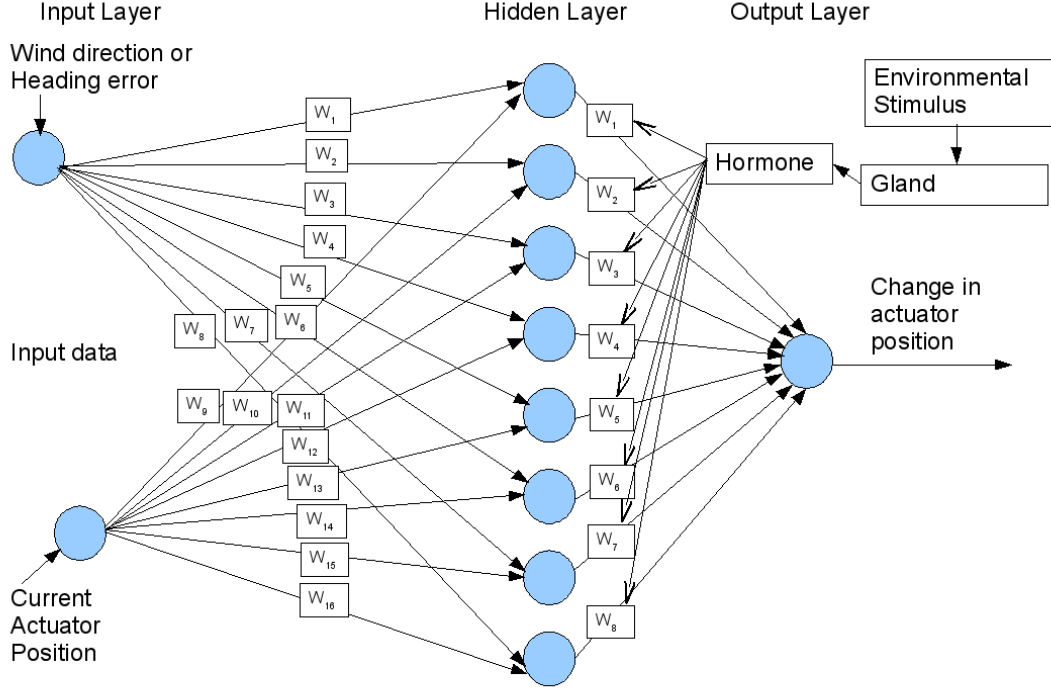 Input Layer
Hidden Layer
Output Layer
Wind direction or
Heading error
Environmental
Stimulus
Hormone
Gland
W₁
W₂
W₃
W₄
W₅
W₆
W₇
W₈
Input data
W₉
W₁₀
W₁₁
W₁₂
W₁₃
W₁₄
W₁₅
W₁₆
W₁
W₂
W₃
W₄
W₅
W₆
W₇
W₈
Change in
actuator
position
Current
Actuator
Position